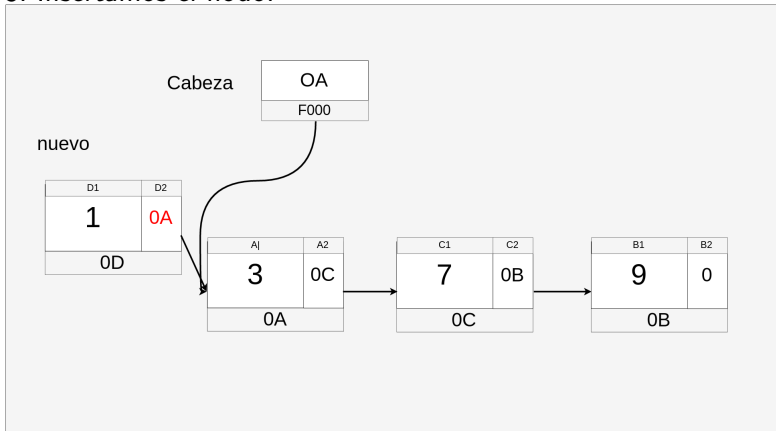 Cabeza
OA
F000
nuevo
D1 D2
1 0A
0D
A| A2
3 0C
0A
C1 C2
7 0B
0C
B1 B2
9 0
0B